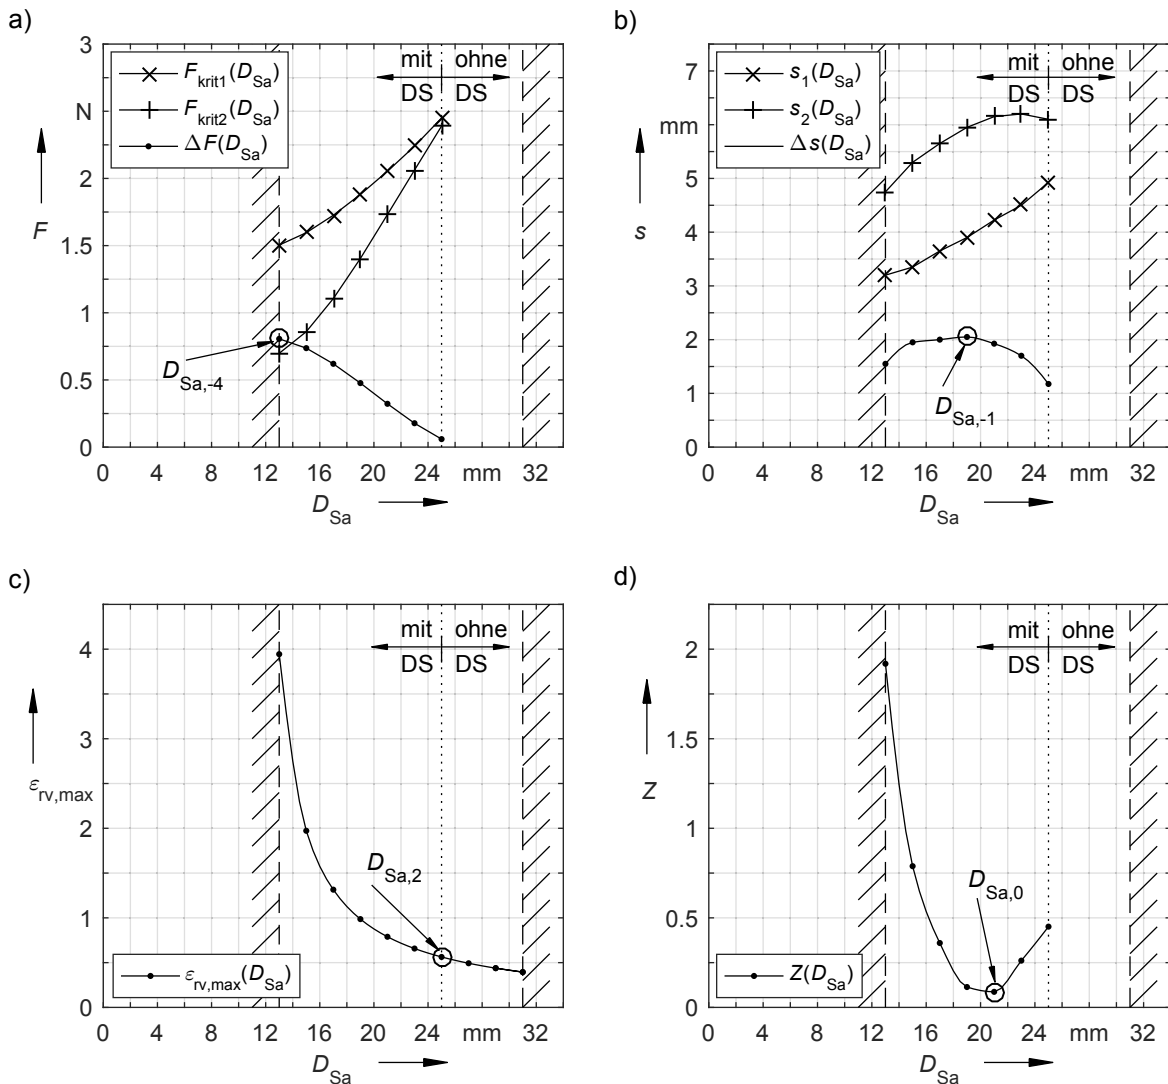 a)
3
N
2
1.5
1
0.5
0
F
F_krit1(D_Sa)
F_krit2(D_Sa)
ΔF(D_Sa)
mit ohne
DS DS
D_Sa,-4
0 4 8 12 16 20 24 mm 32
D_Sa
b)
7
mm
5
4
3
2
1
0
s
s_1(D_Sa)
s_2(D_Sa)
Δs(D_Sa)
mit ohne
DS DS
D_Sa,-1
0 4 8 12 16 20 24 mm 32
D_Sa
c)
4
3
2
1
0
ε_rv,max
mit ohne
DS DS
D_Sa,2
ε_rv,max(D_Sa)
0 4 8 12 16 20 24 mm 32
D_Sa
d)
2
1.5
1
0.5
0
Z
mit ohne
DS DS
D_Sa,0
Z(D_Sa)
0 4 8 12 16 20 24 mm 32
D_Sa